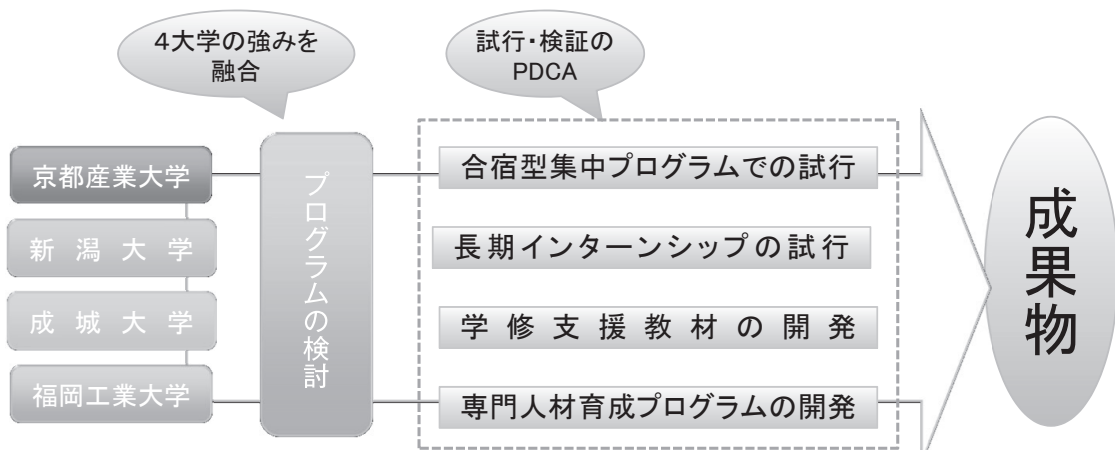 4大学の強みを
融合
試行・検証の
PDCA
京都産業大学
新潟大学
成城大学
福岡工業大学
プログラムの検討
合宿型集中プログラムでの試行
長期インターンシップの試行
学修支援教材の開発
専門人材育成プログラムの開発
成果物